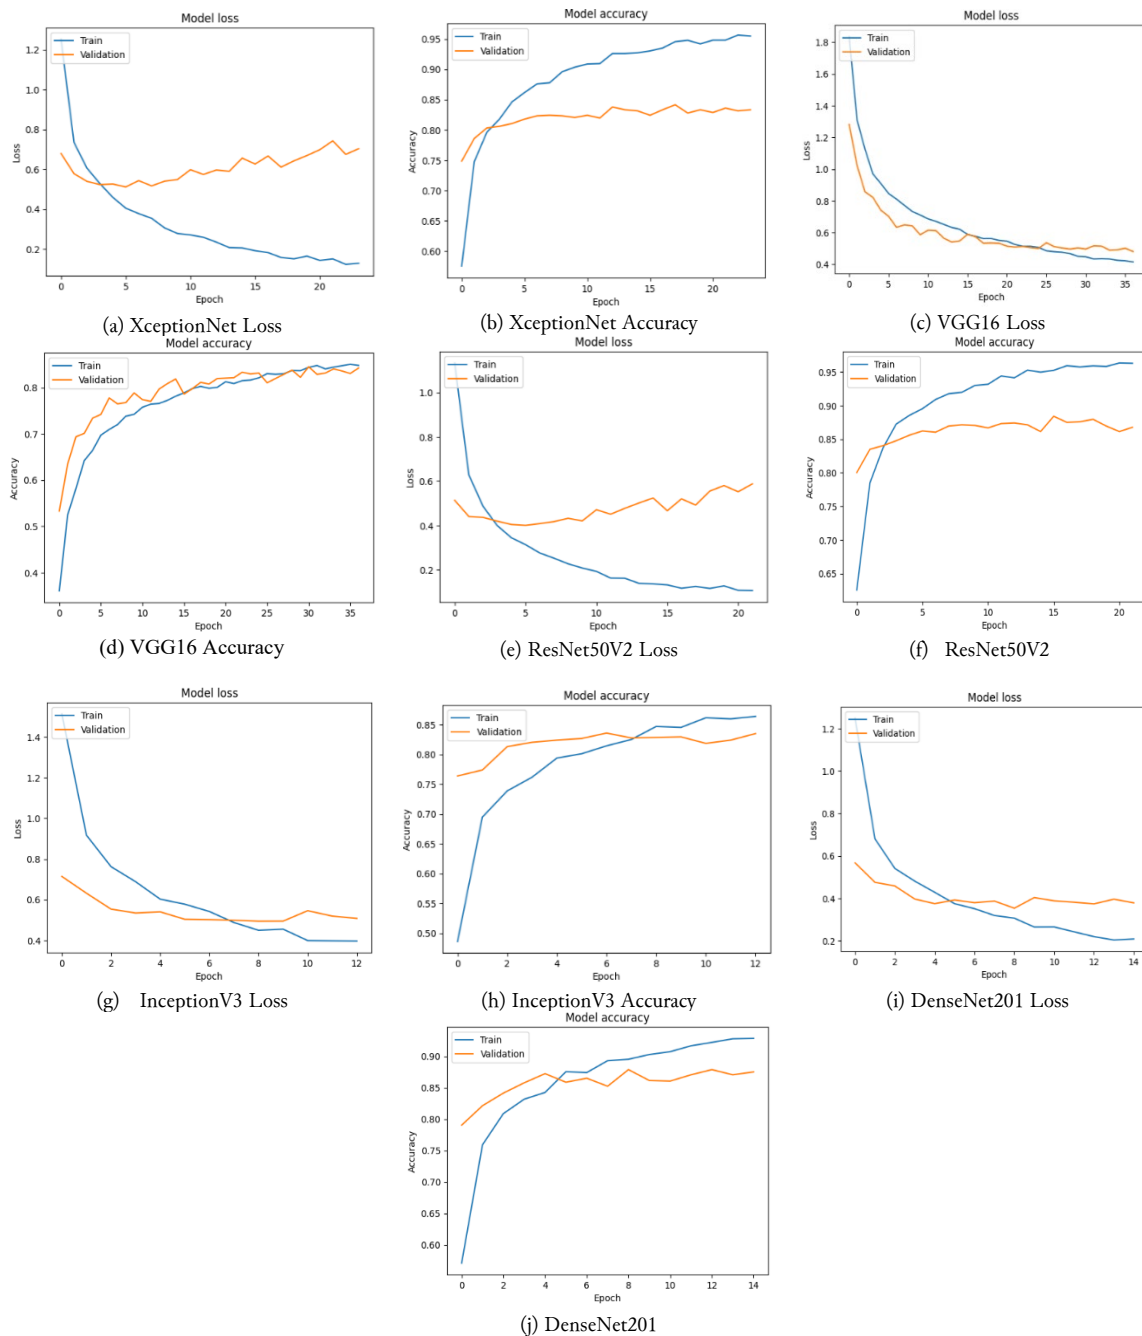 Model loss
Train
Validation
1.2
1.0
0.8
0.6
0.4
0.2
Loss
0
5
10
15
20
Epoch
(a) XceptionNet Loss
Model accuracy
Train
Validation
0.95
0.90
0.85
0.80
0.75
0.70
0.65
0.60
Accuracy
0
5
10
15
20
Epoch
(b) XceptionNet Accuracy
Model loss
Train
Validation
1.8
1.6
1.4
1.2
1.0
0.8
0.6
0.4
Loss
0
5
10
15
20
25
30
35
Epoch
(c) VGG16 Loss
Model accuracy
Train
Validation
0.8
0.7
0.6
0.5
0.4
Accuracy
0
5
10
15
20
25
30
35
Epoch
(d) VGG16 Accuracy
Model loss
Train
Validation
1.0
0.8
0.6
0.4
0.2
Loss
0
5
10
15
20
Epoch
(e) ResNet50V2 Loss
Model accuracy
Train
Validation
0.95
0.90
0.85
0.80
0.75
0.70
0.65
Accuracy
0
5
10
15
20
Epoch
(f) ResNet50V2
Model loss
Train
Validation
1.4
1.2
1.0
0.8
0.6
0.4
Loss
0
2
4
6
8
10
12
Epoch
(g) InceptionV3 Loss
Model accuracy
Train
Validation
0.85
0.80
0.75
0.70
0.65
0.60
0.55
0.50
Accuracy
0
2
4
6
8
10
12
Epoch
(h) InceptionV3 Accuracy
Model loss
Train
Validation
1.2
1.0
0.8
0.6
0.4
0.2
Loss
0
2
4
6
8
10
12
14
Epoch
(i) DenseNet201 Loss
Model accuracy
Train
Validation
0.90
0.85
0.80
0.75
0.70
0.65
0.60
Accuracy
0
2
4
6
8
10
12
14
Epoch
(j) DenseNet201